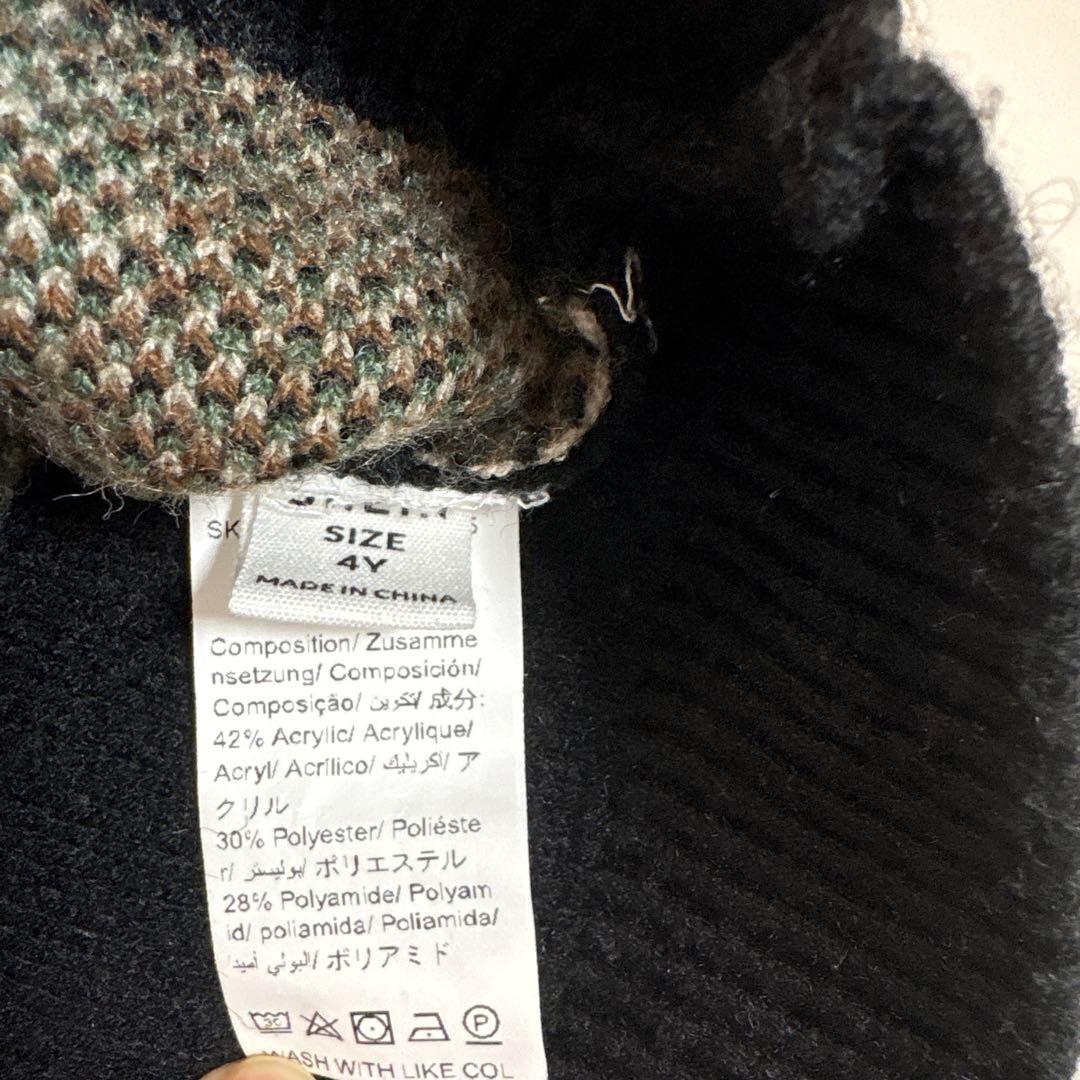 SK
SIZE
4Y
MADE IN CHINA
Composition/ Zusamme
nsetzung/ Composición/
Composição/ تكوين/ 成分:
42% Acrylic/ Acrylique/
Acryl/ Acrílico/ أكريليك/ ア
クリル
30% Polyester/ Poliéste
r/ بوليستر/ ポリエステル
28% Polyamide/ Polyam
id/ poliamida/ Poliamida/
البولي أميد/ ポリアミド
P
WASH WITH LIKE COL